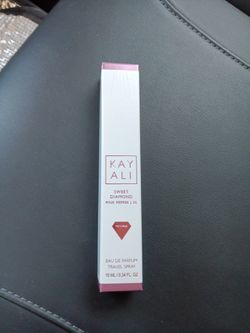 KAY
ALI
SWEET
DIAMOND
PINK PEPPER | 25
EAU DE PARFUM
TRAVEL SPRAY
10 ML / 0.34 FL. OZ